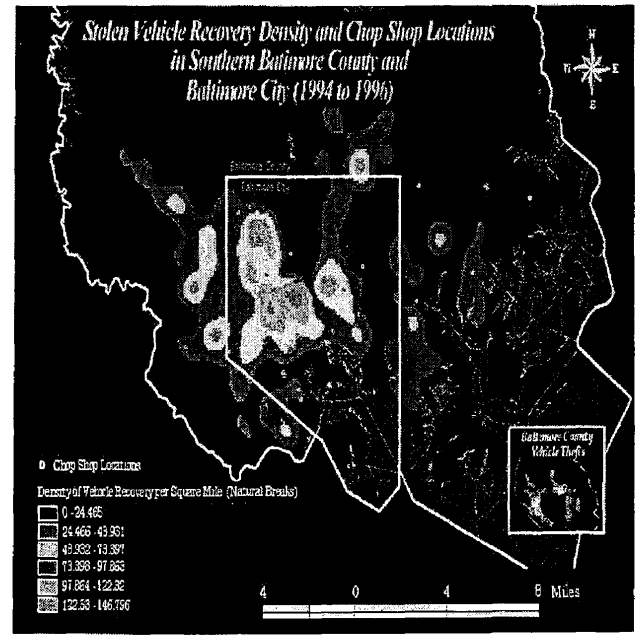 Stolen Vehicle Recovery Density and Chop Shop Locations
in Southern Batimore County and
Baltimore City (1994 to 1996)
N
E
S
Baltimore County
Baltimore City
Baltimore County
Vehicle Thefts
Chop Shop Locations
Density of Vehicle Recovery per Square Mile (Natural Breaks)
0 - 24.465
24.466 - 48.931
48.932 - 73.397
73.398 - 97.863
97.864 - 122.32
122.33 - 146.796
4 0 4 8 Miles